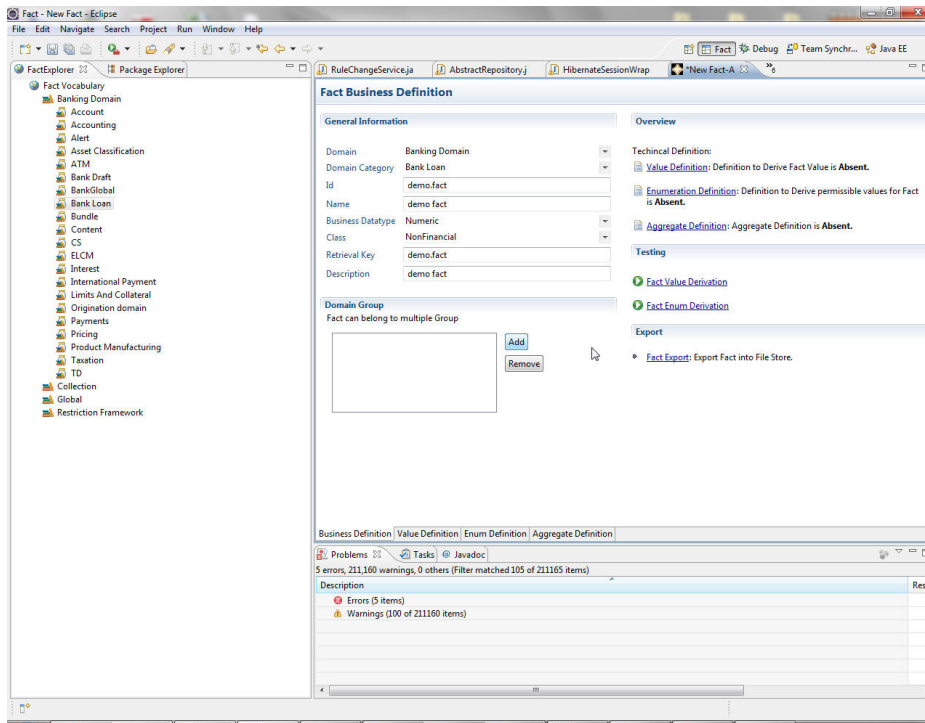 Fact - New Fact - Eclipse
File Edit Navigate Search Project Run Window Help
Fact Debug Team Synchr... Java EE
FactExplorer Package Explorer
Fact Vocabulary
Banking Domain
Account
Accounting
Alert
Asset Classification
ATM
Bank Draft
BankGlobal
Bank Loan
Bundle
Content
CS
ELCM
Interest
International Payment
Limits And Collateral
Origination domain
Payments
Pricing
Product Manufacturing
Taxation
TD
Collection
Global
Restriction Framework
RuleChangeService.ja AbstractRepository.j HibernateSessionWrap *New Fact-A »6
Fact Business Definition
General Information
Domain Banking Domain
Domain Category Bank Loan
Id demo.fact
Name demo fact
Business Datatype Numeric
Class NonFinancial
Retrieval Key demo.fact
Description demo fact
Domain Group
Fact can belong to multiple Group
Add
Remove
Overview
Techincal Definition:
Value Definition: Definition to Derive Fact Value is Absent.
Enumeration Definition: Definition to Derive permissible values for Fact
is Absent.
Aggregate Definition: Aggregate Definition is Absent.
Testing
Fact Value Derivation
Fact Enum Derivation
Export
Fact Export: Export Fact into File Store.
Business Definition Value Definition Enum Definition Aggregate Definition
Problems Tasks @ Javadoc
5 errors, 211,160 warnings, 0 others (Filter matched 105 of 211165 items)
Description Res
Errors (5 items)
Warnings (100 of 211160 items)